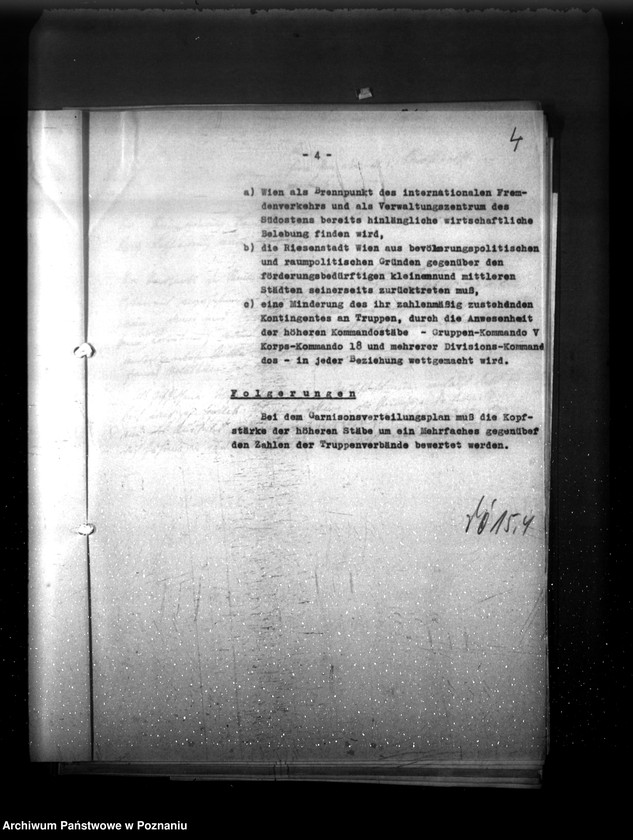 4
- 4 -
a) Wien als Brennpunkt des internationalen Frem-
denverkehrs und als Verwaltungszentrum des
Südostens bereits hinlängliche wirtschaftliche
Belebung finden wird,
b) die Riesenstadt Wien aus bevölkerungspolitischen
und raumpolitischen Gründen gegenüber den
förderungsbedürftigen kleinen und mittleren
Städten seinerseits zurücktreten muß,
c) eine Minderung des ihr zahlenmäßig zustehenden
Kontingentes an Truppen, durch die Anwesenheit
der höheren Kommandostäbe - Gruppen-Kommando V
Korps-Kommando 18 und mehrerer Divisions-Komman
dos - in jeder Beziehung wettgemacht wird.
Folgerungen
Bei dem Garnisonsverteilungsplan muß die Kopf-
stärke der höheren Stäbe um ein Mehrfaches gegenüber
den Zahlen der Truppenverbände bewertet werden.
15.4
Archiwum Państwowe w Poznaniu